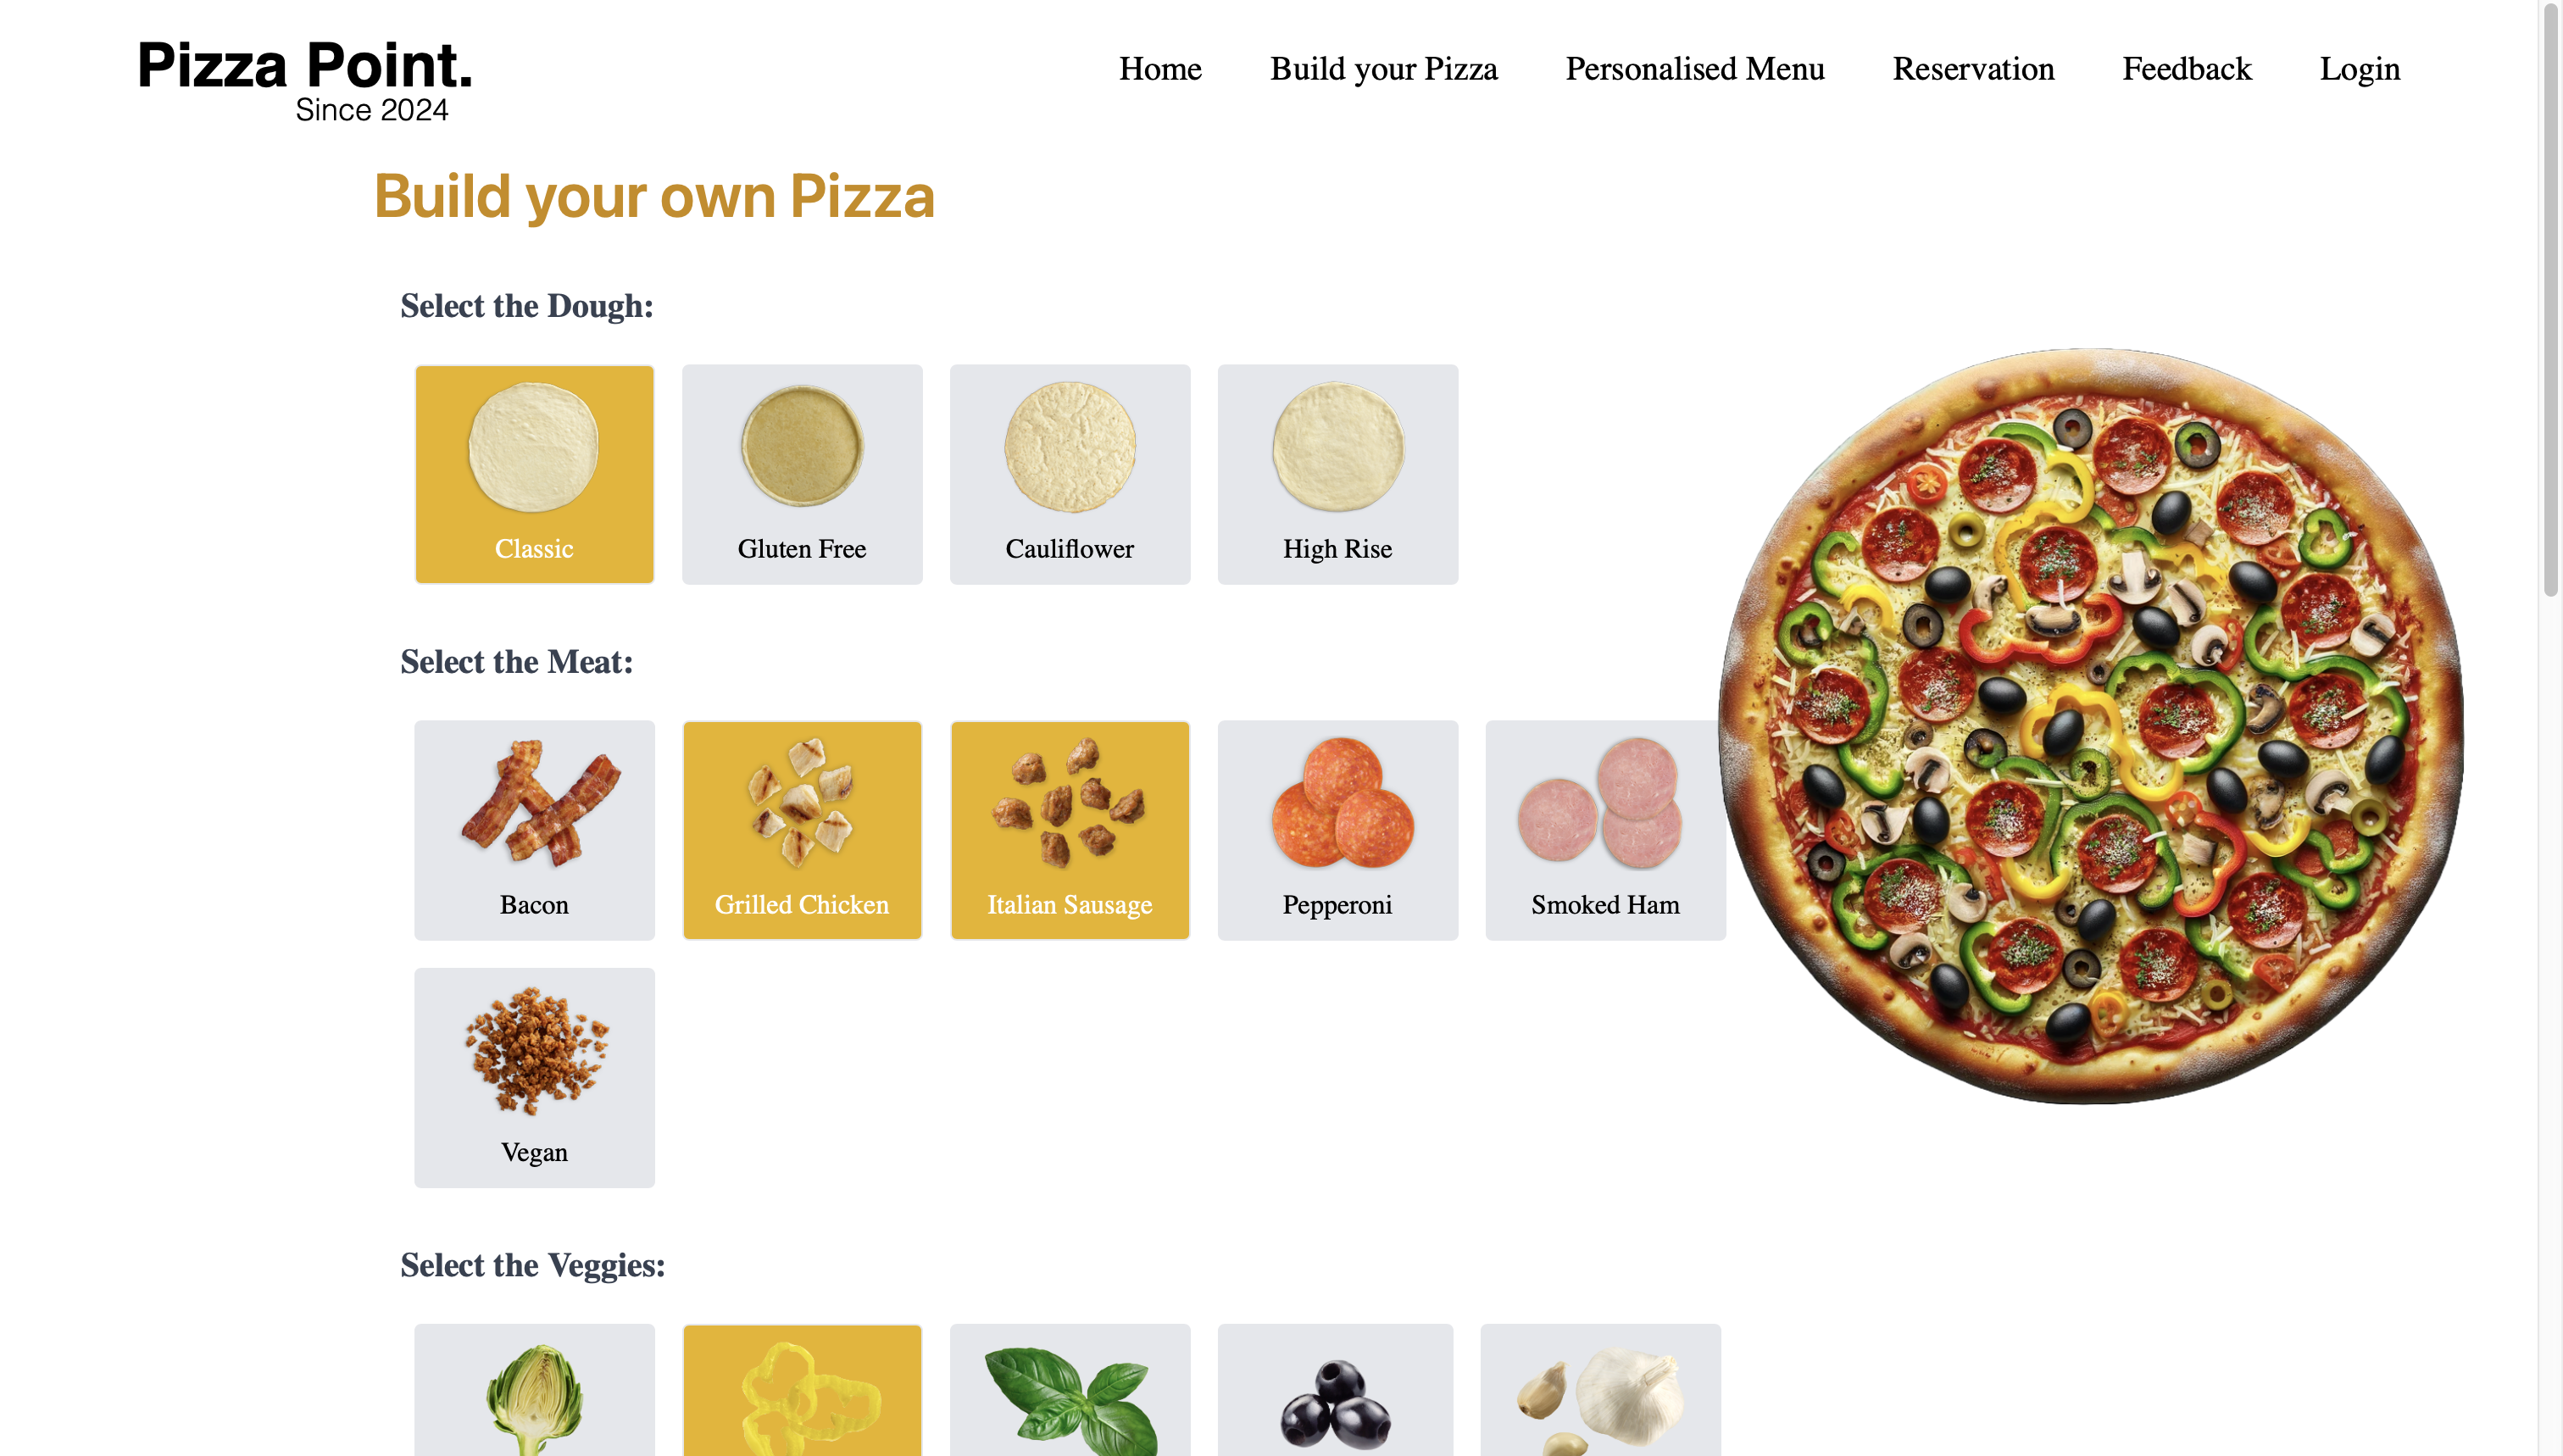 Pizza Point.
Since 2024
Home Build your Pizza Personalised Menu Reservation Feedback Login
Build your own Pizza
Select the Dough:
Classic Gluten Free Cauliflower High Rise
Select the Meat:
Bacon Grilled Chicken Italian Sausage Pepperoni Smoked Ham
Vegan
Select the Veggies: